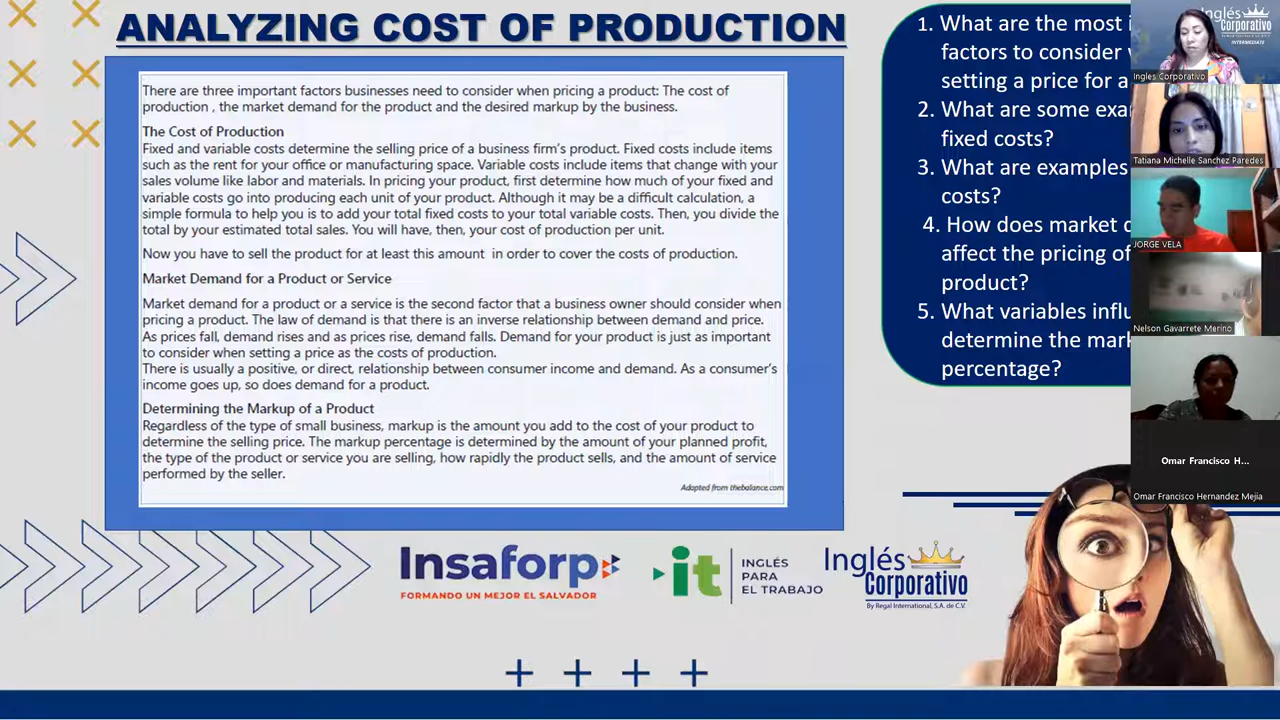 ANALYZING COST OF PRODUCTION
There are three important factors businesses need to consider when pricing a product: The cost of
production , the market demand for the product and the desired markup by the business.
The Cost of Production
Fixed and variable costs determine the selling price of a business firm's product. Fixed costs include items
such as the rent for your office or manufacturing space. Variable costs include items that change with your
sales volume like labor and materials. In pricing your product, first determine how much of your fixed and
variable costs go into producing each unit of your product. Although it may be a difficult calculation, a
simple formula to help you is to add your total fixed costs to your total variable costs. Then, you divide the
total by your estimated total sales. You will have, then, your cost of production per unit.
Now you have to sell the product for at least this amount in order to cover the costs of production.
Market Demand for a Product or Service
Market demand for a product or a service is the second factor that a business owner should consider when
pricing a product. The law of demand is that there is an inverse relationship between demand and price.
As prices fall, demand rises and as prices rise, demand falls. Demand for your product is just as important
to consider when setting a price as the costs of production.
There is usually a positive, or direct, relationship between consumer income and demand. As a consumer's
income goes up, so does demand for a product.
Determining the Markup of a Product
Regardless of the type of small business, markup is the amount you add to the cost of your product to
determine the selling price. The markup percentage is determined by the amount of your planned profit,
the type of the product or service you are selling, how rapidly the product sells, and the amount of service
performed by the seller.
Adapted from thebalance.com
1. What are the most
factors to consider
setting a price for a
2. What are some
fixed costs?
3. What are examples
costs?
4. How does market
affect the pricing of
product?
5. What variables
determine the
percentage?
Inglés
Corporativo
INTERMEDIATE
Ingles Corporativo
Tatiana Michelle Sanchez Paredes
JORGE VELA
Nelson Gavarrete Merino
Omar Francisco H...
Omar Francisco Hernandez Mejia
Insaforp
FORMANDO UN MEJOR EL SALVADOR
it
INGLÉS
PARA
EL TRABAJO
Inglés
Corporativo
By Regal International, S.A. de C.V.